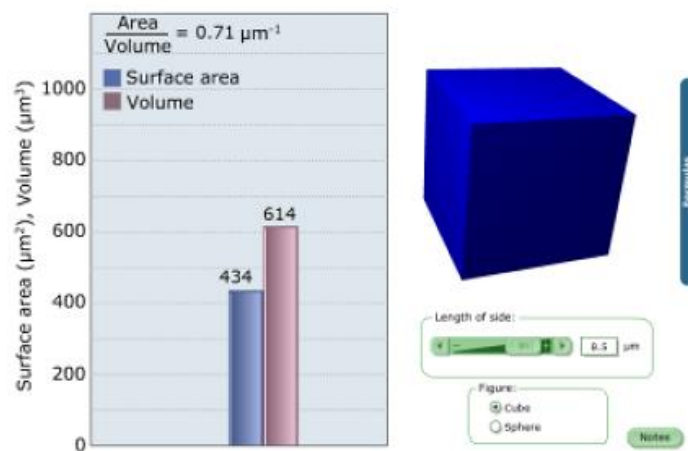 Area
Volume
= 0.71 μm⁻¹
Surface area
Volume
Surface area (μm²), Volume (μm³)
1000
800
600
400
200
0
434
614
Formulas
Length of side:
8.5 μm
Figure:
Cube
Sphere
Notes